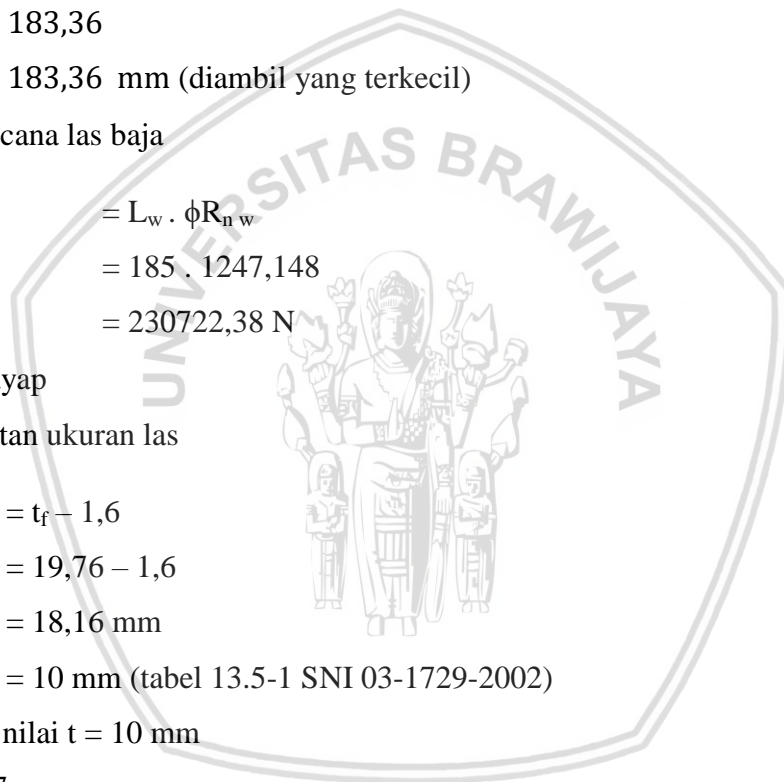 183,36
183,36 mm (diambil yang terkecil)
cana las baja
UNIVERSITAS BRAWIJAYA
= Lw . ϕRn w
= 185 . 1247,148
= 230722,38 N
yap
tan ukuran las
= tf – 1,6
= 19,76 – 1,6
= 18,16 mm
= 10 mm (tabel 13.5-1 SNI 03-1729-2002)
nilai t = 10 mm